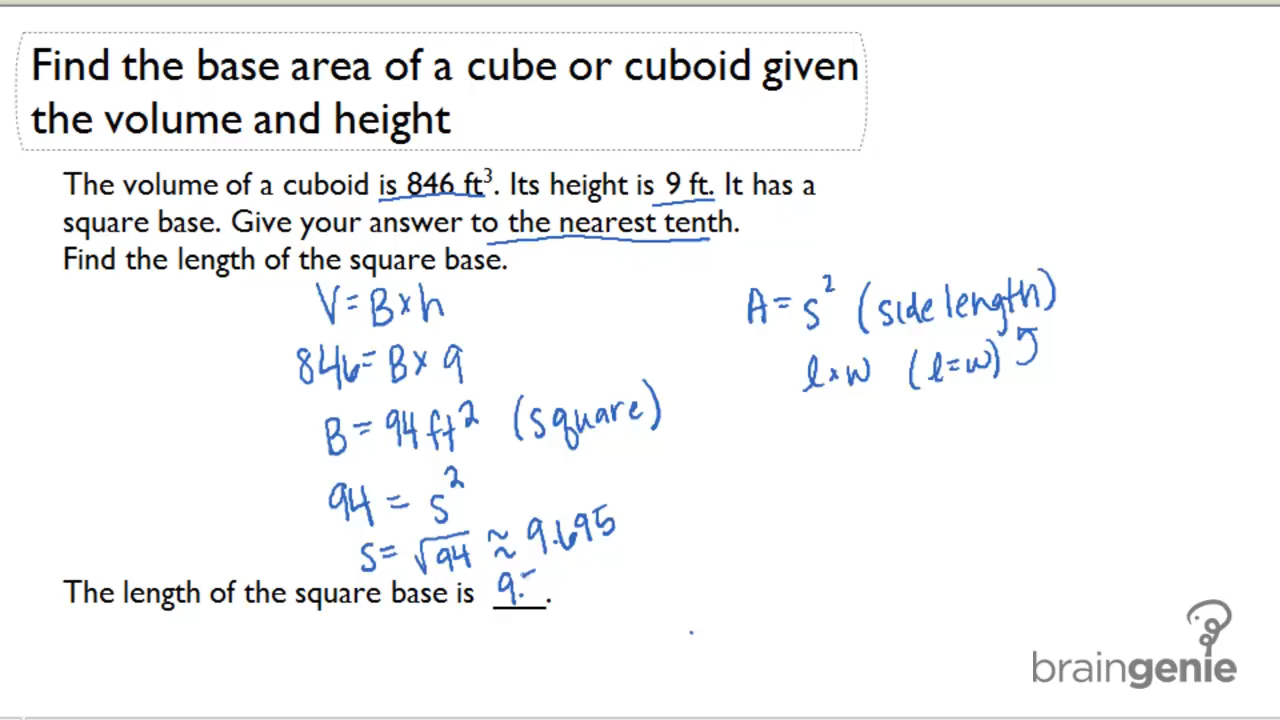 Find the base area of a cube or cuboid given
the volume and height
The volume of a cuboid is 846 ft³. Its height is 9 ft. It has a
square base. Give your answer to the nearest tenth.
Find the length of the square base.
V = B × h
846 = B × 9
B = 94 ft² (square)
94 = s²
s = √94 ≈ 9.695
A = s² (side length)
l × w (l = w)
The length of the square base is 9.
braingenie